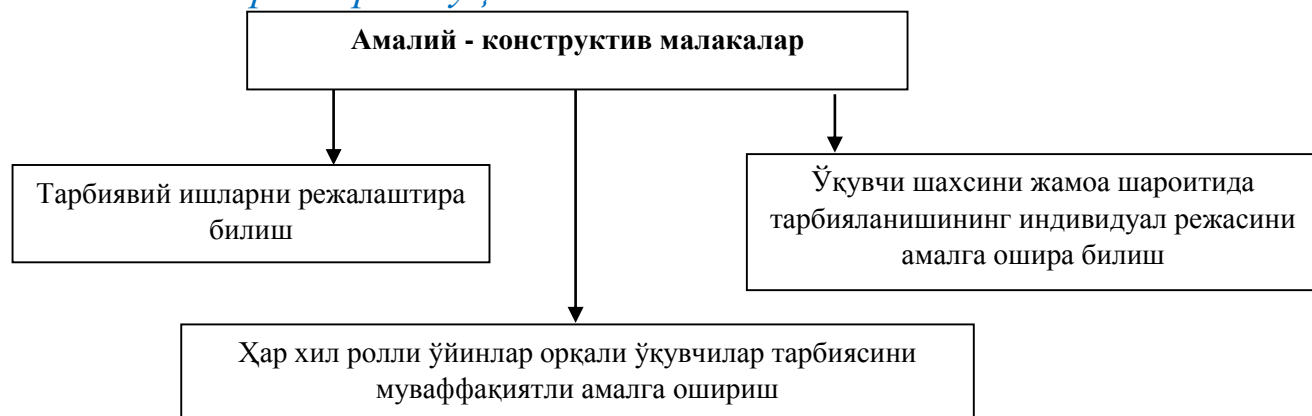 Амалий - конструктив малакалар
Тарбиявий ишларни режалаштира
билиш
Ўқувчи шахсини жамоа шароитида
тарбияланишининг индивидуал режасини
амалга ошира билиш
Ҳар хил ролли ўйинлар орқали ўқувчилар тарбиясини
муваффақиятли амалга ошириш